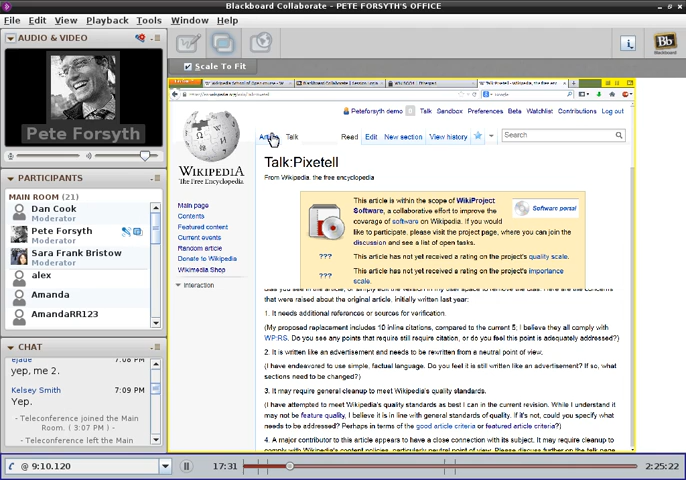 Blackboard Collaborate - PETE FORSYTH'S OFFICE
File Edit View Playback Tools Window Help
AUDIO & VIDEO
Scale To Fit
Pete Forsyth
PARTICIPANTS
MAIN ROOM (21)
Dan Cook
Moderator
Pete Forsyth
Moderator
Sara Frank Bristow
Moderator
alex
Amanda
AmandaRR123
CHAT
ejade 7:08 PM
yep, me 2.
Kelsey Smith 7:09 PM
Yep.
- Teleconference joined the Main
Room. ( 3:07 PM ) -
- Teleconference left the Main
@ 9:10.120
17:31
2:25:22
Bb
Blackboard
Peteforsyth demo 0 Talk Sandbox Preferences Beta Watchlist Contributions Log out
Talk Read Edit New section View history Search
WIKIPEDIA
The Free Encyclopedia
Main page
Contents
Featured content
Current events
Random article
Donate to Wikipedia
Wikimedia Shop
Interaction
Talk:Pixetell
From Wikipedia, the free encyclopedia
This article is within the scope of WikiProject
Software, a collaborative effort to improve the
coverage of software on Wikipedia. If you would
like to participate, please visit the project page, where you can join the
discussion and see a list of open tasks.
Software portal
??? This article has not yet received a rating on the project's quality scale.
??? This article has not yet received a rating on the project's importance
scale.
that were raised about the original article, initially written last year:
1. It needs additional references or sources for verification.
(My proposed replacement includes 10 inline citations, compared to the current 5; I believe they all comply with
WP:RS. Do you see any points that require still require citation, or do you feel this point is adequately addressed?)
2. It is written like an advertisement and needs to be rewritten from a neutral point of view.
(I have endeavored to use simple, factual language. Do you feel it is still written like an advertisement? If so, what
sections need to be changed?)
3. It may require general cleanup to meet Wikipedia's quality standards.
(I have attempted to meet Wikipedia's quality standards as best I can in the current revision. While I understand it
may not be feature quality, I believe it is in line with general standards of quality. If it's not, could you specify
what needs to be addressed? Perhaps in terms of the good article criteria or featured article criteria?)
4. A major contributor to this article appears to have a close connection with its subject. It may require cleanup to